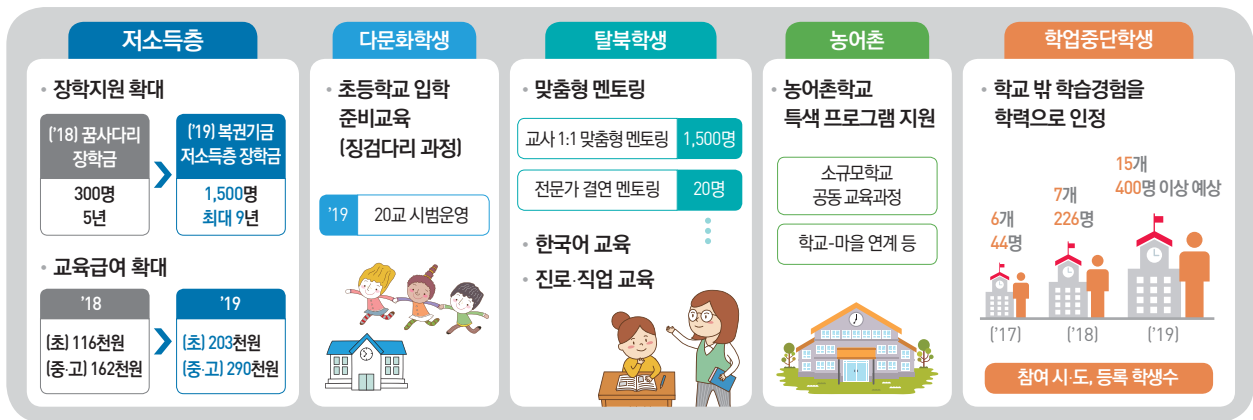 저소득층
• 장학지원 확대
('18) 꿈사다리
장학금
300명
5년
('19) 복권기금
저소득층 장학금
1,500명
최대 9년
• 교육급여 확대
'18
(초) 116천원
(중·고) 162천원
'19
(초) 203천원
(중·고) 290천원
다문화학생
• 초등학교 입학
준비교육
(징검다리 과정)
'19 20교 시범운영
탈북학생
• 맞춤형 멘토링
교사 1:1 맞춤형 멘토링 1,500명
전문가 결연 멘토링 20명
• 한국어 교육
• 진로·직업 교육
농어촌
• 농어촌학교
특색 프로그램 지원
소규모학교
공동 교육과정
학교-마을 연계 등
학업중단학생
• 학교 밖 학습경험을
학력으로 인정
6개
44명
('17)
7개
226명
('18)
15개
400명 이상 예상
('19)
참여 시·도, 등록 학생수